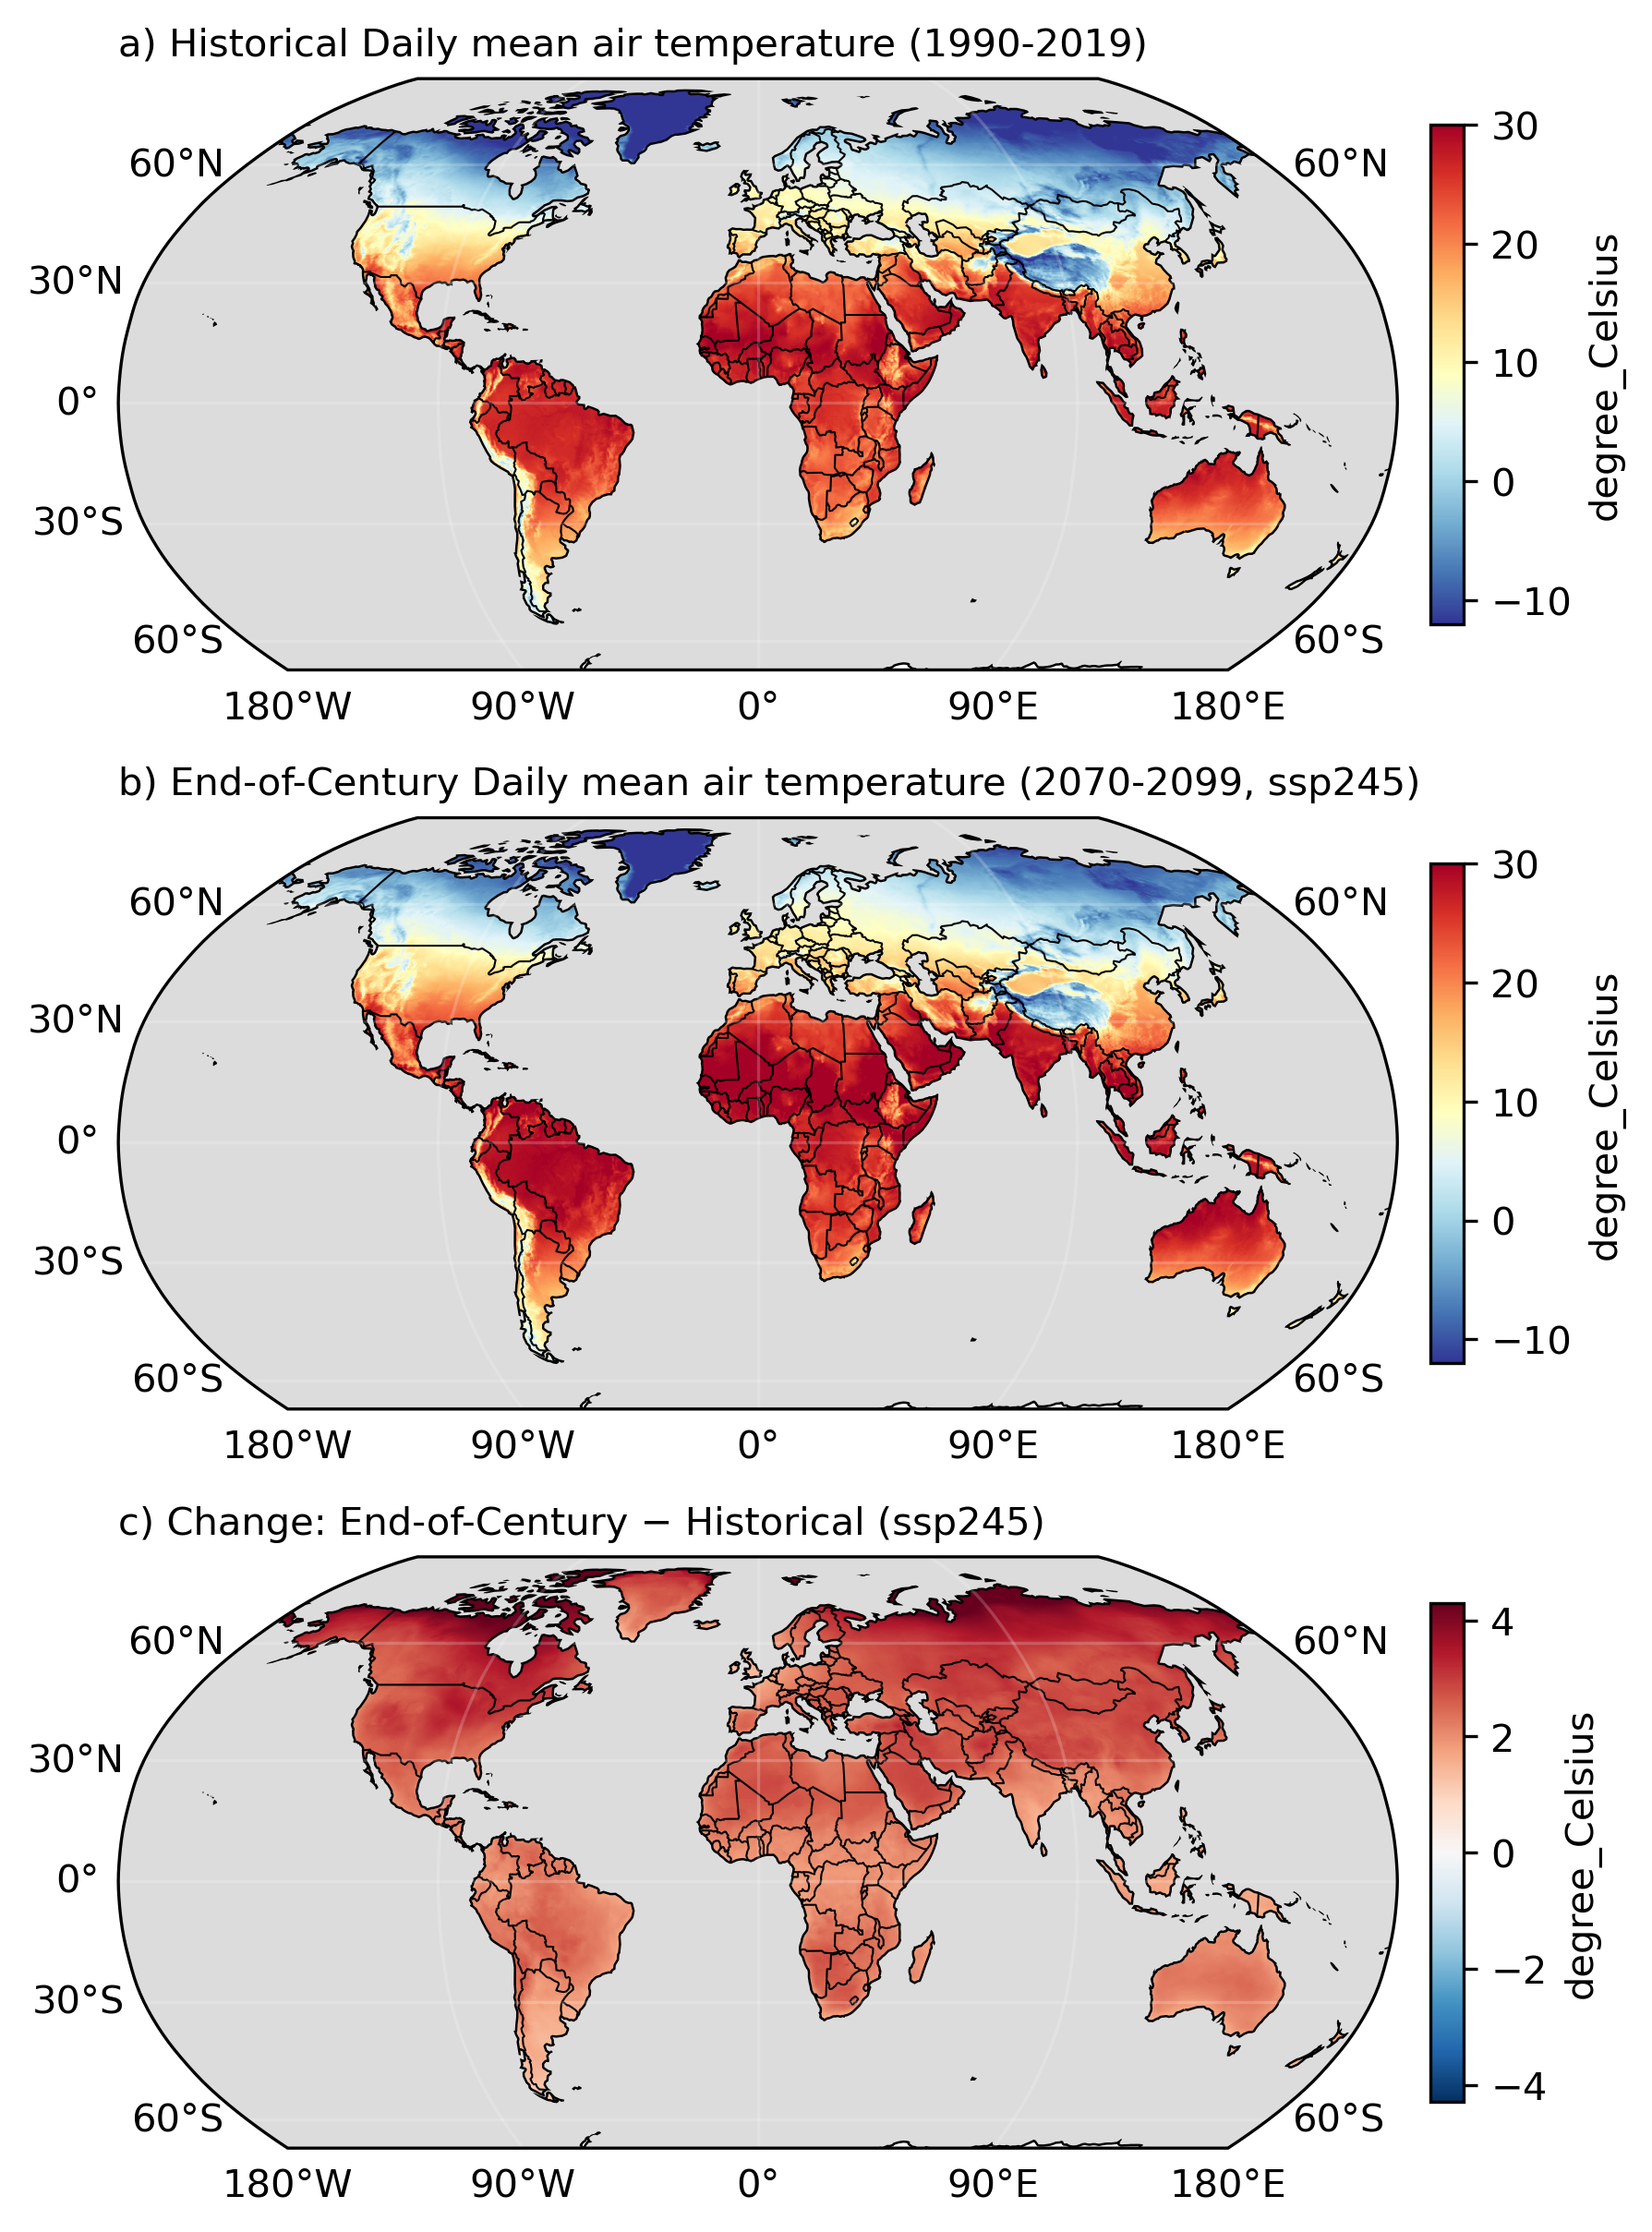 a) Historical Daily mean air temperature (1990-2019)
60°N
60°N
30°N
0°
30°S
60°S
60°S
180°W
90°W
0°
90°E
180°E
30
20
10
0
−10
degree_Celsius
b) End-of-Century Daily mean air temperature (2070-2099, ssp245)
60°N
60°N
30°N
0°
30°S
60°S
60°S
180°W
90°W
0°
90°E
180°E
30
20
10
0
−10
degree_Celsius
c) Change: End-of-Century − Historical (ssp245)
60°N
60°N
30°N
0°
30°S
60°S
60°S
180°W
90°W
0°
90°E
180°E
4
2
0
−2
−4
degree_Celsius